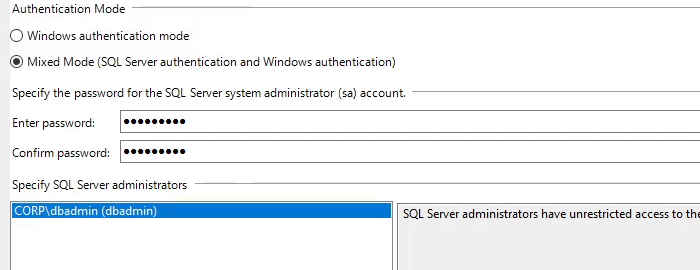 Authentication Mode
Windows authentication mode
Mixed Mode (SQL Server authentication and Windows authentication)
Specify the password for the SQL Server system administrator (sa) account.
Enter password: •••••••••
Confirm password: •••••••••
Specify SQL Server administrators
CORP\dbadmin (dbadmin)
SQL Server administrators have unrestricted access to the